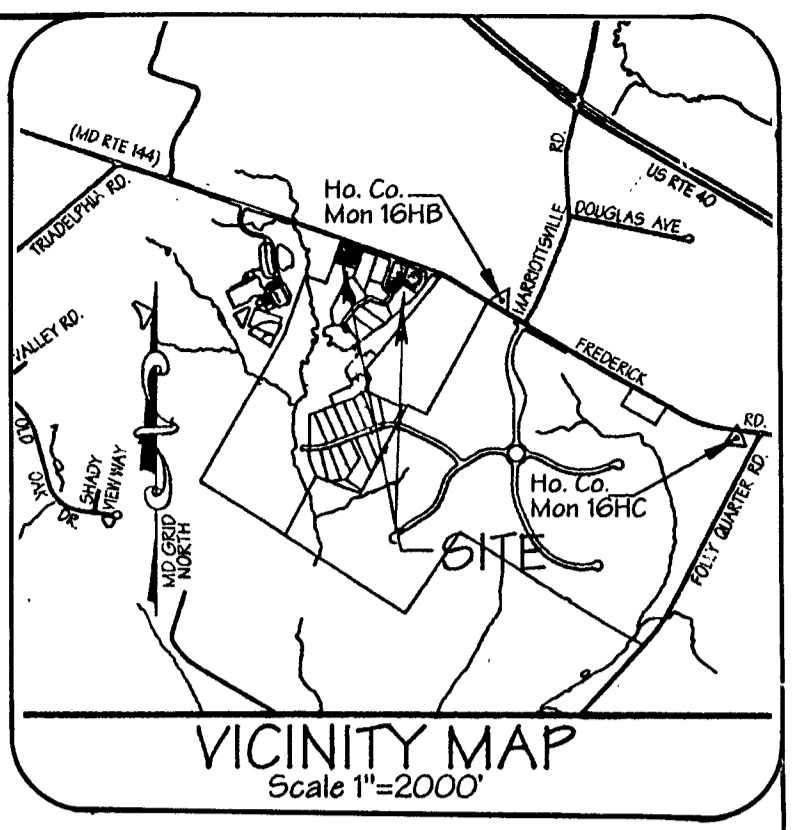 (MD RTE 144)
TRIADELPHIA RD.
Ho. Co.
Mon 16HB
RD.
MARRIOTTSVILLE
US RTE 40
DOUGLAS AVE
VALLEY RD.
FREDERICK
RD.
OLD
OAK
DR.
SHADY
VIEW WAY
MD GRID
NORTH
Ho. Co.
Mon 16HC
FOLLY QUARTER RD.
SITE
VICINITY MAP
Scale 1"=2000'